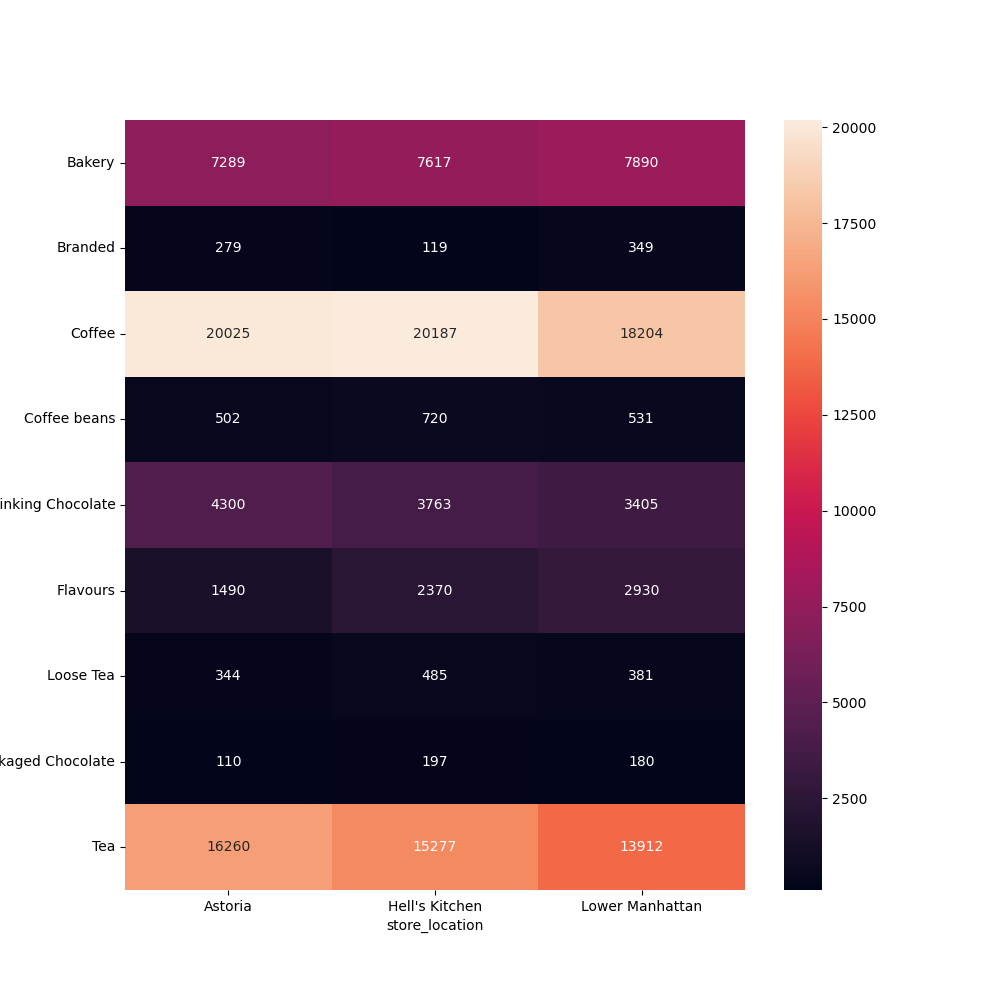 Bakery 7289 7617 7890
Branded 279 119 349
Coffee 20025 20187 18204
Coffee beans 502 720 531
inking Chocolate 4300 3763 3405
Flavours 1490 2370 2930
Loose Tea 344 485 381
kaged Chocolate 110 197 180
Tea 16260 15277 13912
Astoria Hell's Kitchen Lower Manhattan
store_location
20000
17500
15000
12500
10000
7500
5000
2500